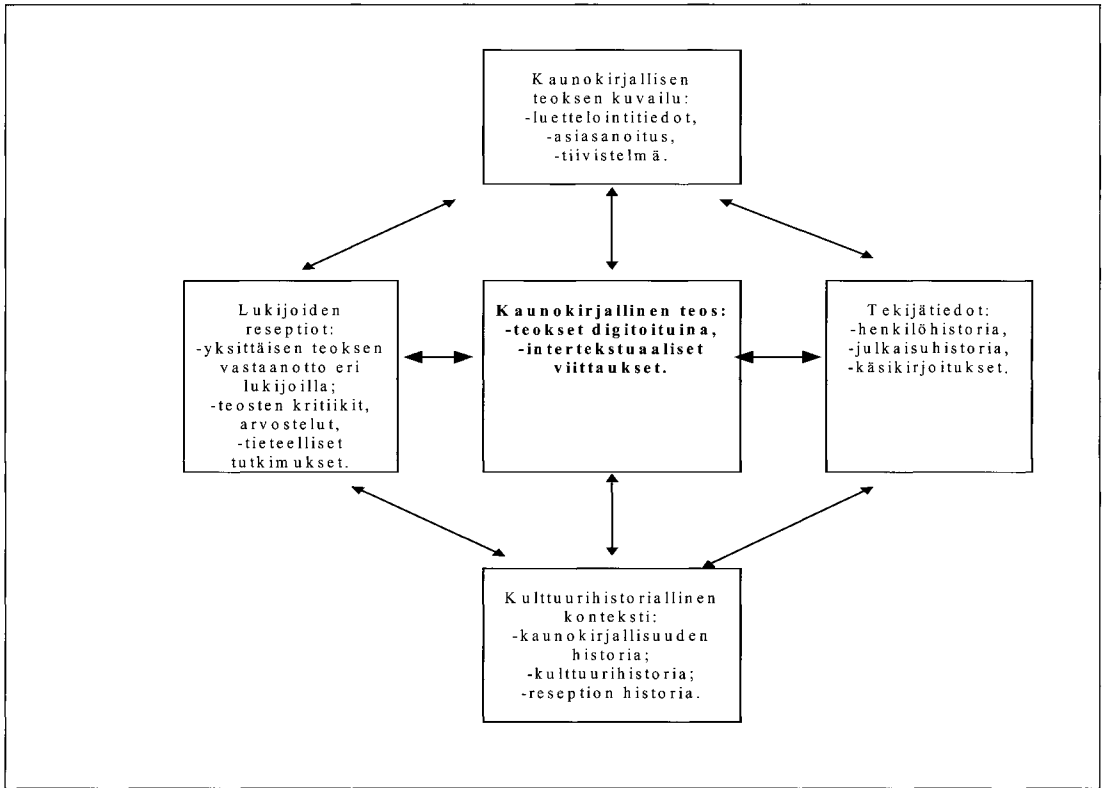 Kaunokirjallisen
teoksen kuvailu:
-luettelointitiedot,
-asiasanoitus,
-tiivistelmä.
Lukijoiden
reseptiot:
-yksittäisen teoksen
vastaanotto eri
lukijoilla;
-teosten kritiikit,
arvostelut,
-tieteelliset
tutkimukset.
Kaunokirjallinen teos:
-teokset digitoituina,
-intertekstuaaliset
viittaukset.
Tekijätiedot:
-henkilöhistoria,
-julkaisuhistoria,
-käsikirjoitukset.
Kulttuurihistoriallinen
konteksti:
-kaunokirjallisuuden
historia;
-kulttuurihistoria;
-reseption historia.